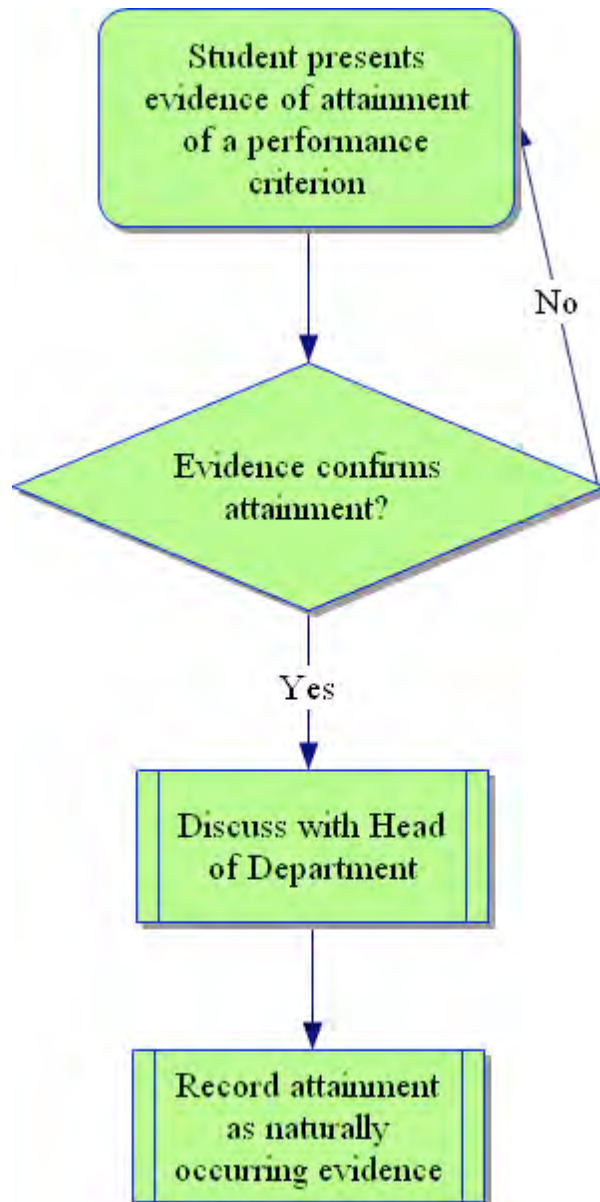 Student presents
evidence of attainment
of a performance
criterion
No
Evidence confirms
attainment?
Yes
Discuss with Head
of Department
Record attainment
as naturally
occurring evidence